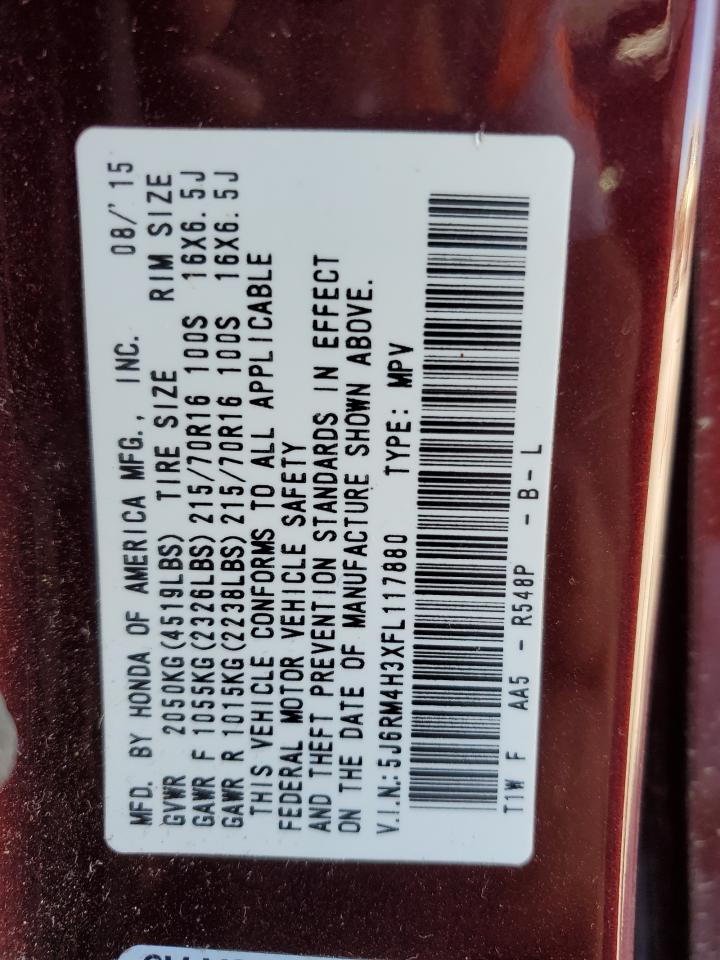 MFD. BY HONDA OF AMERICA MFG., INC. 08/'15
GVWR 2050KG(4519LBS) TIRE SIZE RIM SIZE
GAWR F 1055KG(2326LBS)215/70R16 100S 16X6.5J
GAWR R 1015KG(2238LBS)215/70R16 100S 16X6.5J
THIS VEHICLE CONFORMS TO ALL APPLICABLE
FEDERAL MOTOR VEHICLE SAFETY
AND THEFT PREVENTION STANDARDS IN EFFECT
ON THE DATE OF MANUFACTURE SHOWN ABOVE.
V.I.N.:5J6RM4H3XFL117880 TYPE: MPV
T1W F AA5 - R548P - B - L